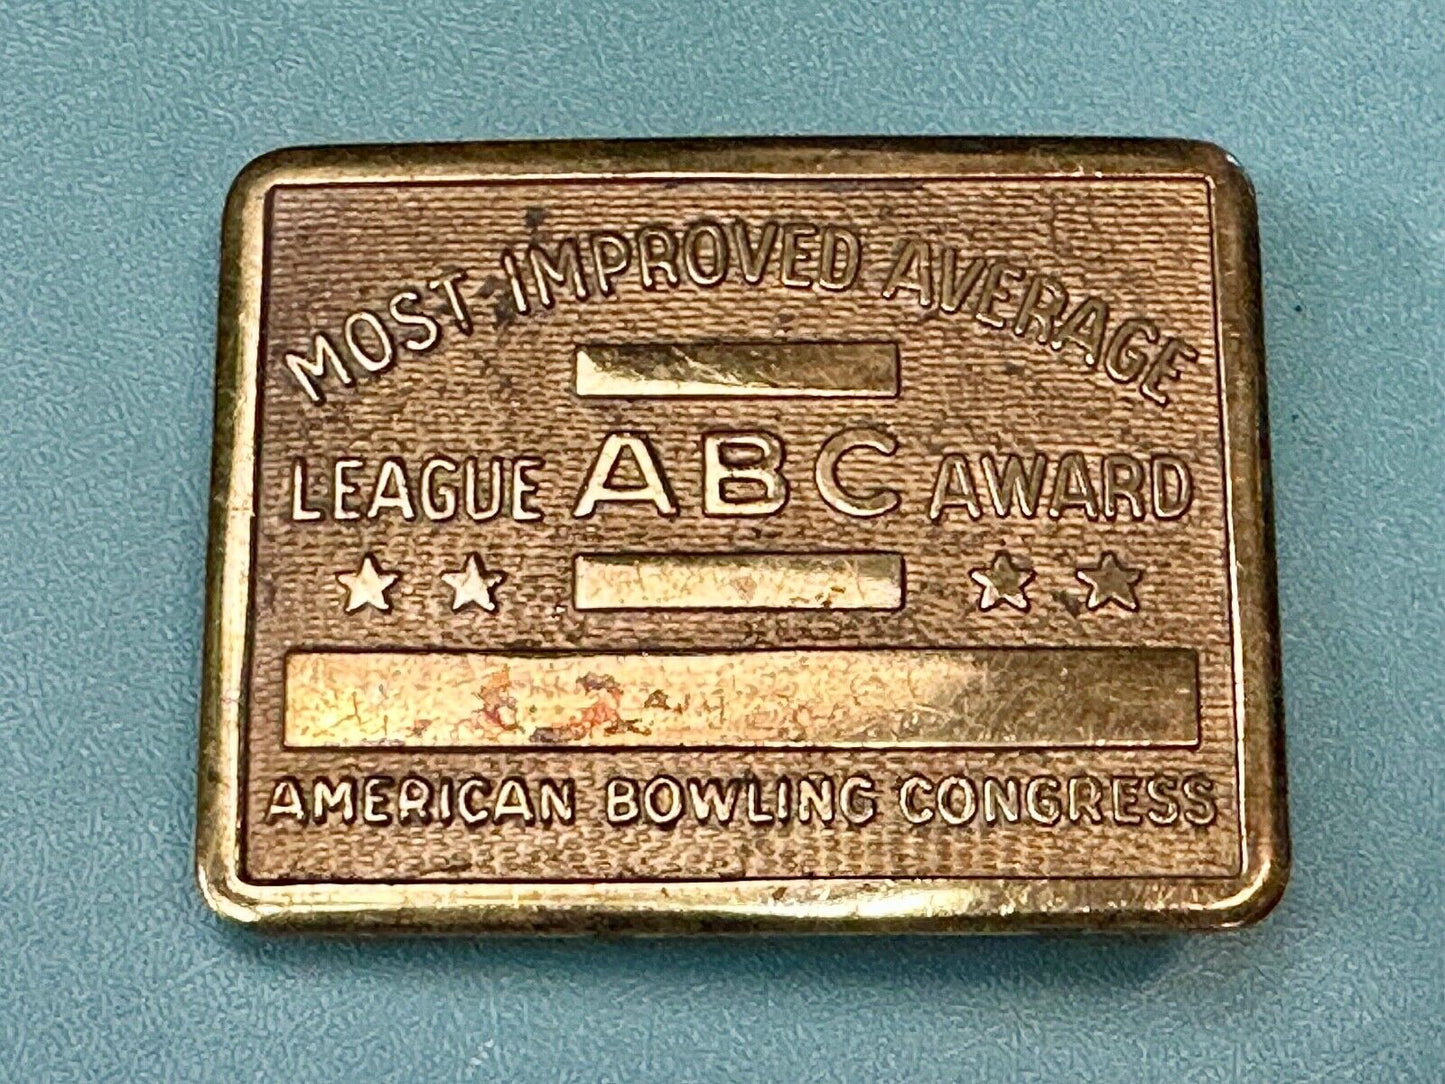 MOST IMPROVED AVERAGE
LEAGUE ABC AWARD
AMERICAN BOWLING CONGRESS